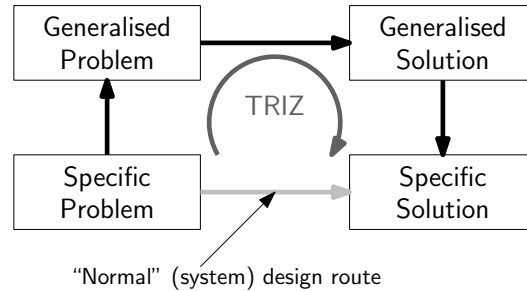 Generalised
Problem
Generalised
Solution
TRIZ
Specific
Problem
Specific
Solution
“Normal” (system) design route